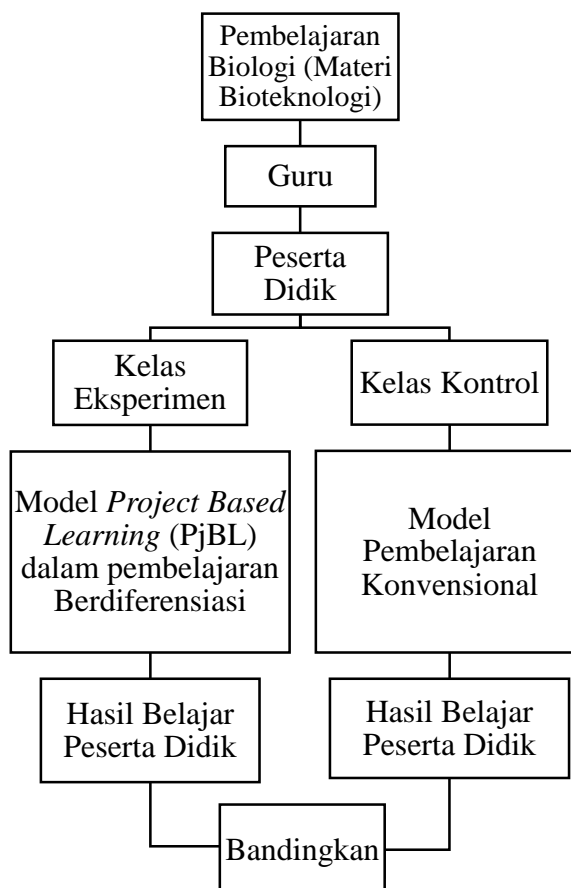 Pembelajaran
Biologi (Materi
Bioteknologi)
Guru
Peserta
Didik
Kelas
Eksperimen
Kelas Kontrol
Model Project Based
Learning (PjBL)
dalam pembelajaran
Berdiferensiasi
Model
Pembelajaran
Konvensional
Hasil Belajar
Peserta Didik
Hasil Belajar
Peserta Didik
Bandingkan